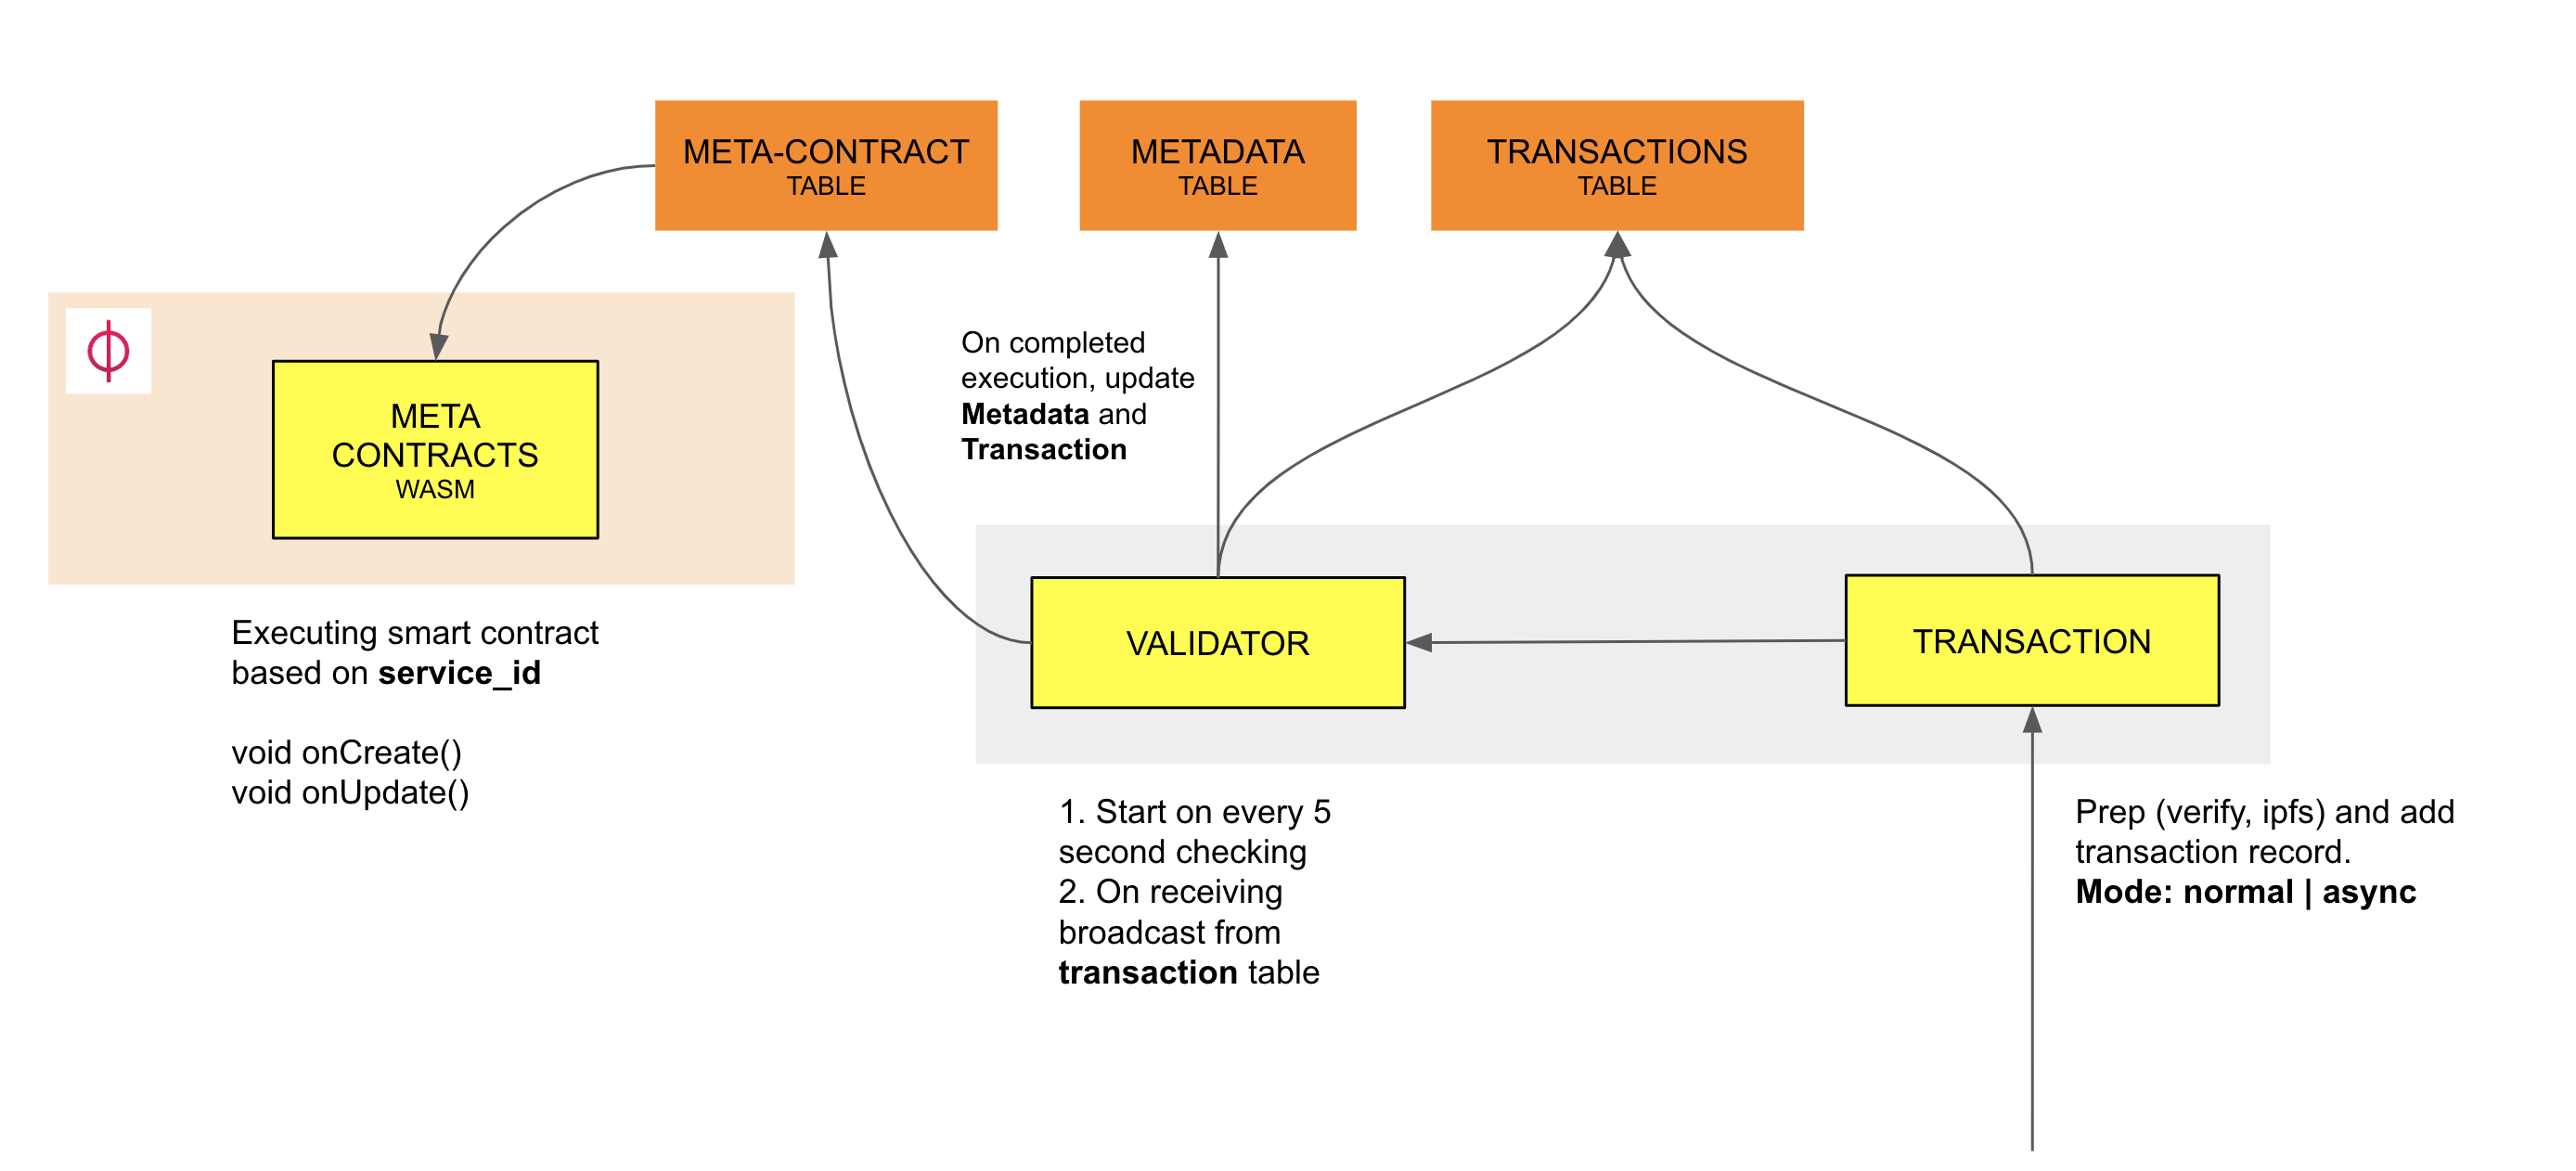 META-CONTRACT
TABLE
METADATA
TABLE
TRANSACTIONS
TABLE
On completed
execution, update
Metadata and
Transaction
META
CONTRACTS
WASM
Executing smart contract
based on service_id
void onCreate()
void onUpdate()
VALIDATOR
TRANSACTION
1. Start on every 5
second checking
2. On receiving
broadcast from
transaction table
Prep (verify, ipfs) and add
transaction record.
Mode: normal | async